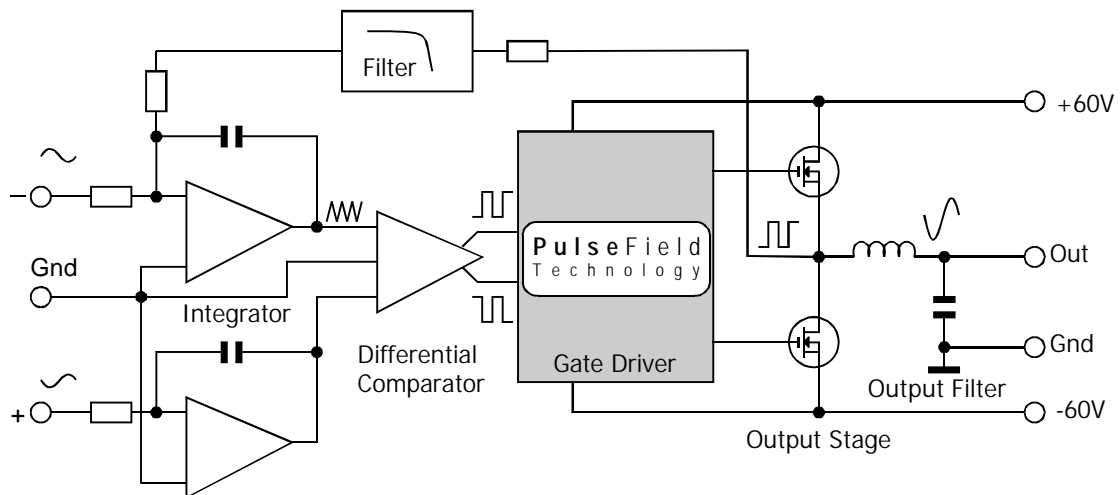 Filter
+60V
−
Gnd
Integrator
+
Differential
Comparator
PulseField
Technology
Gate Driver
Out
Gnd
Output Filter
-60V
Output Stage